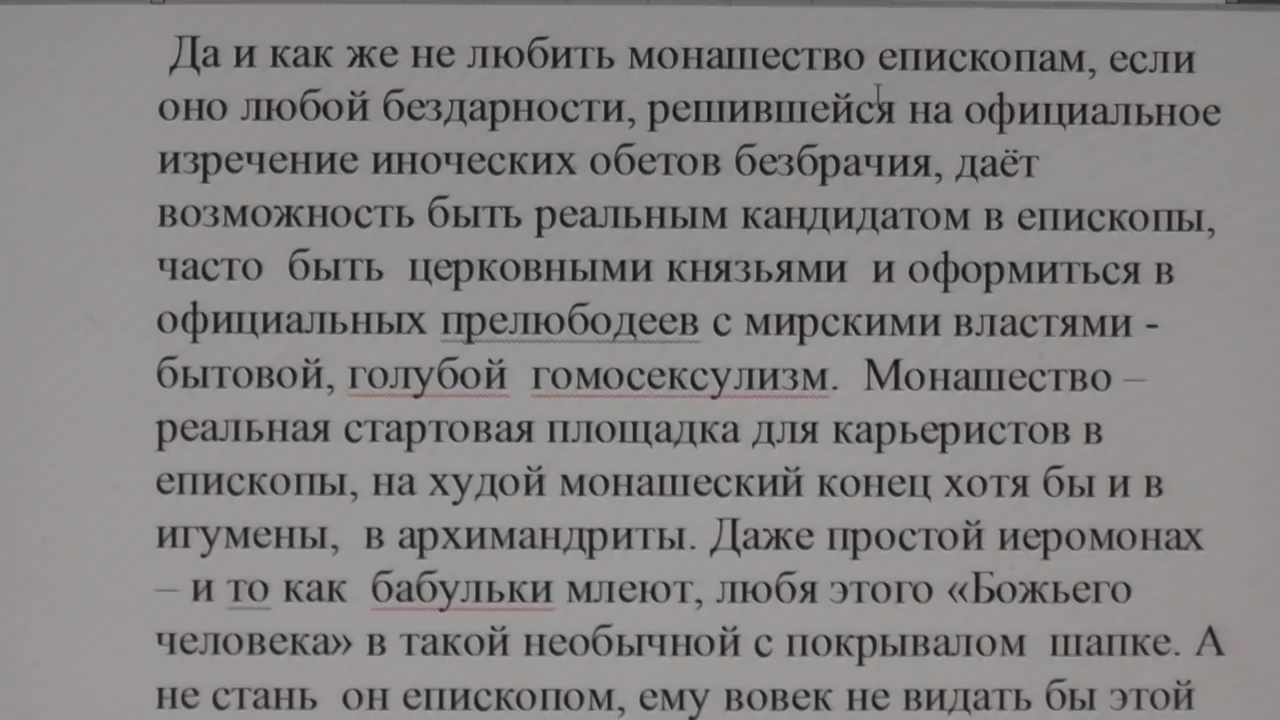 Да и как же не любить монашество епископам, если
оно любой бездарности, решившейся на официальное
изречение иноческих обетов безбрачия, даёт
возможность быть реальным кандидатом в епископы,
часто быть церковными князьями и оформиться в
официальных прелюбодеев с мирскими властями -
бытовой, голубой гомосексулизм. Монашество –
реальная стартовая площадка для карьеристов в
епископы, на худой монашеский конец хотя бы и в
игумены, в архимандриты. Даже простой иеромонах
– и то как бабульки млеют, любя этого «Божьего
человека» в такой необычной с покрывалом шапке. А
не стань он епископом, ему вовек не видать бы этой